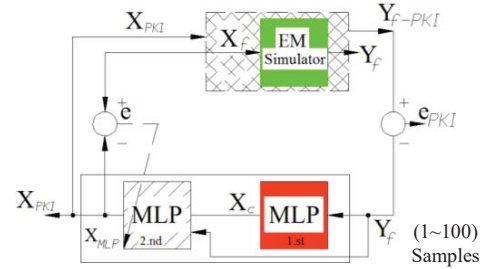 X_PKI
Y_f-PKI
X_f
EM
Simulator
Y_f
+
e
−
+
e_PKI
−
X_PKI
X_MLP
MLP
2.nd
X_c
MLP
1.st
Y_f
(1~100)
Samples